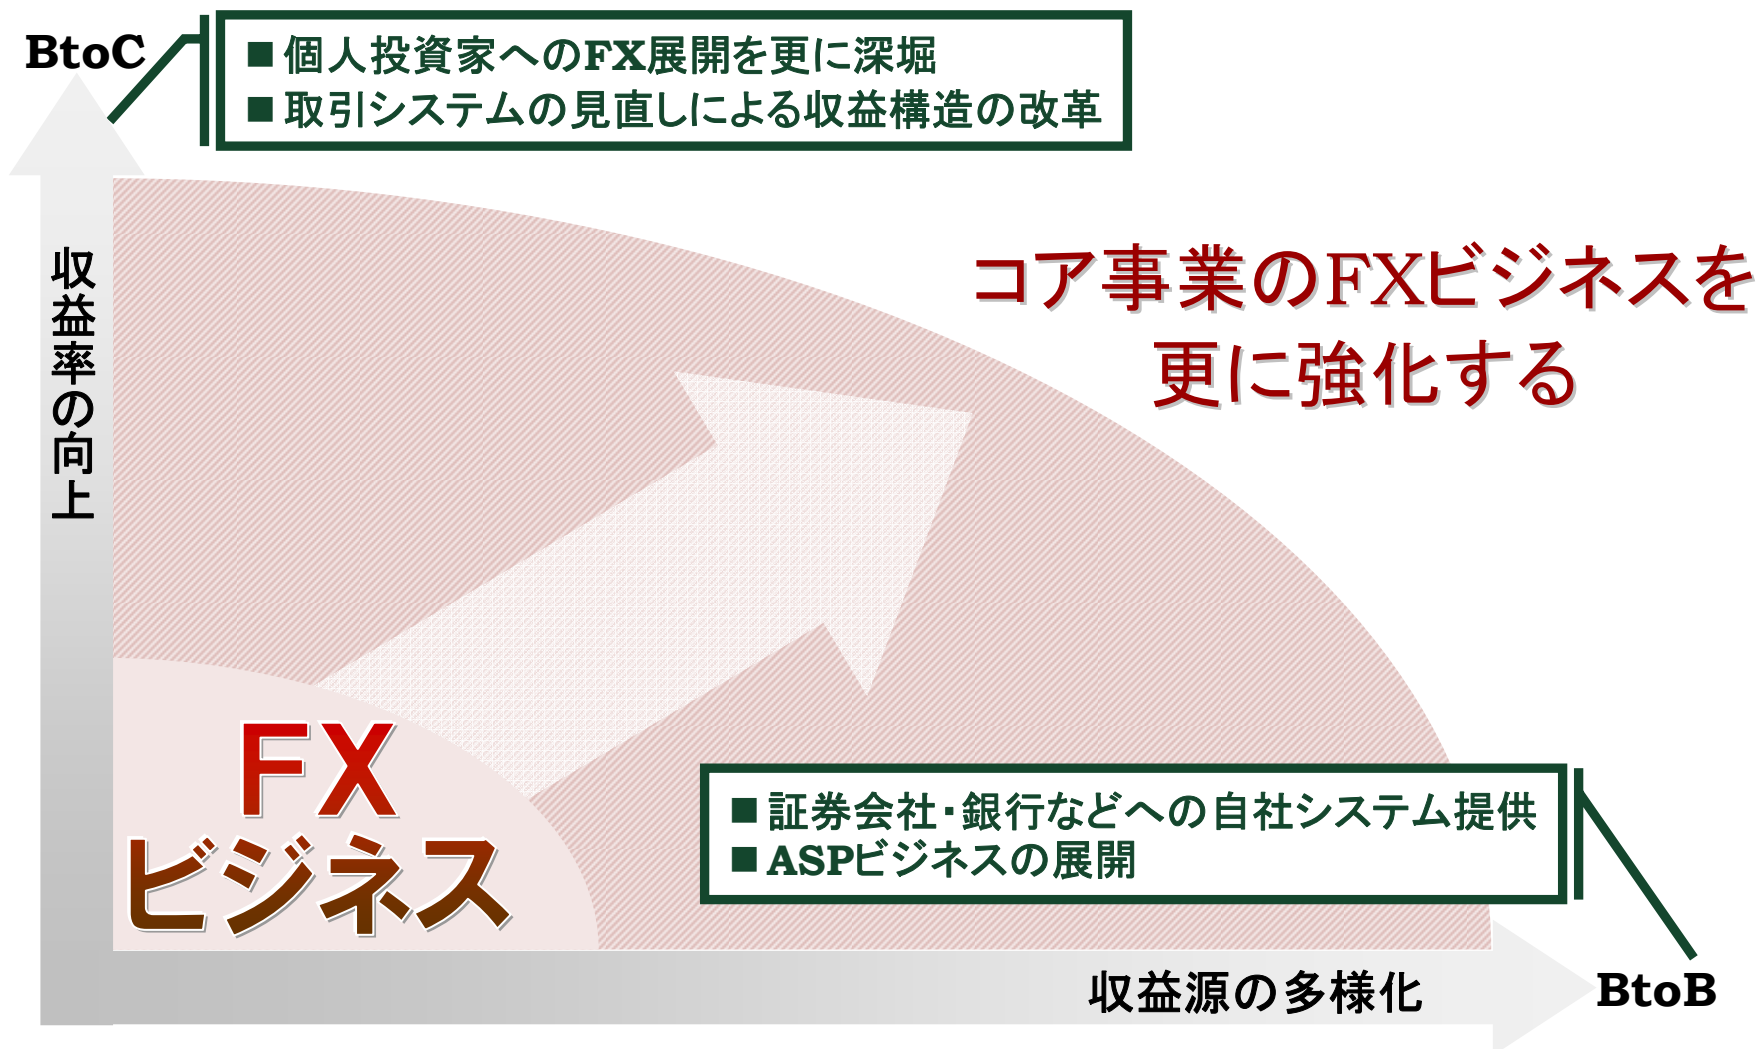 BtoC
■個人投資家へのFX展開を更に深堀
■取引システムの見直しによる収益構造の改革
収益率の向上
コア事業のFXビジネスを
更に強化する
FX
ビジネス
■証券会社・銀行などへの自社システム提供
■ASPビジネスの展開
収益源の多様化
BtoB